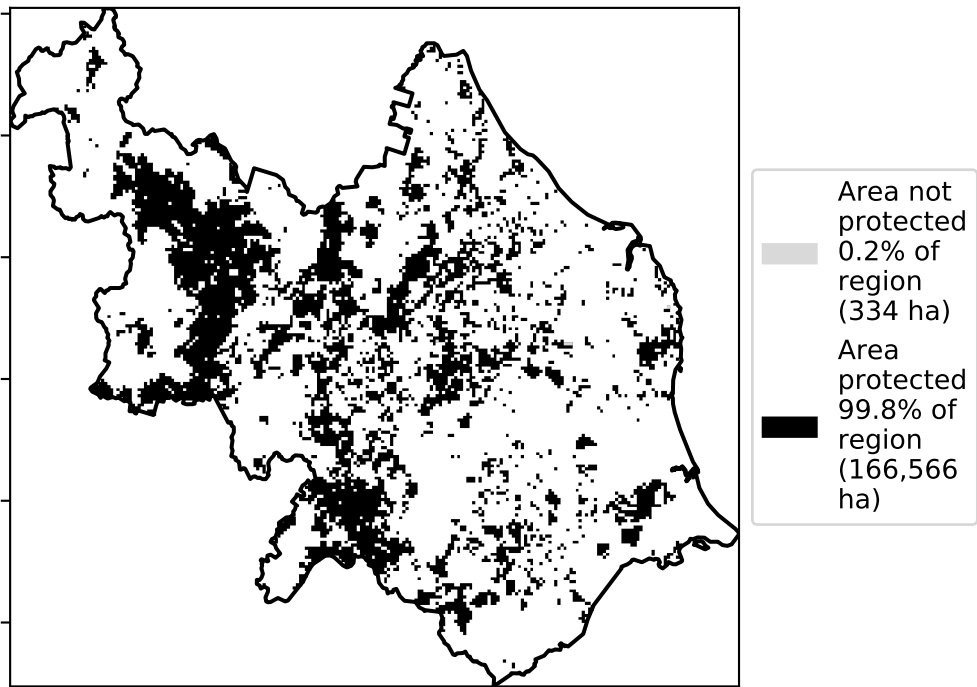 Area not
protected
0.2% of
region
(334 ha)
Area
protected
99.8% of
region
(166,566
ha)